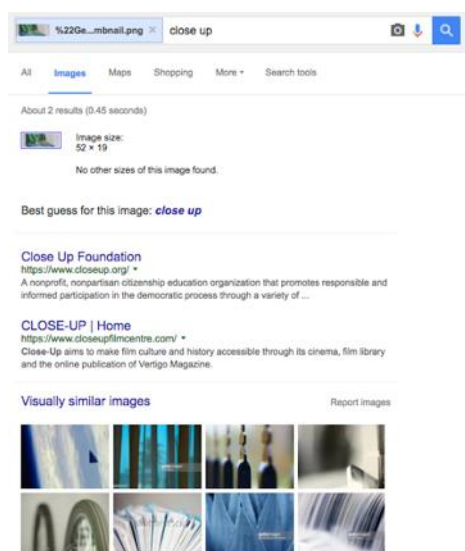 %22Ge...mbnail.png × close up
All Images Maps Shopping More Search tools
About 2 results (0.45 seconds)
Image size:
52 × 19
No other sizes of this image found.
Best guess for this image: close up
Close Up Foundation
https://www.closeup.org/
A nonprofit, nonpartisan citizenship education organization that promotes responsible and
informed participation in the democratic process through a variety of ...
CLOSE-UP | Home
https://www.closeupfilmcentre.com/
Close-Up aims to make film culture and history accessible through its cinema, film library
and the online publication of Vertigo Magazine.
Visually similar images Report images